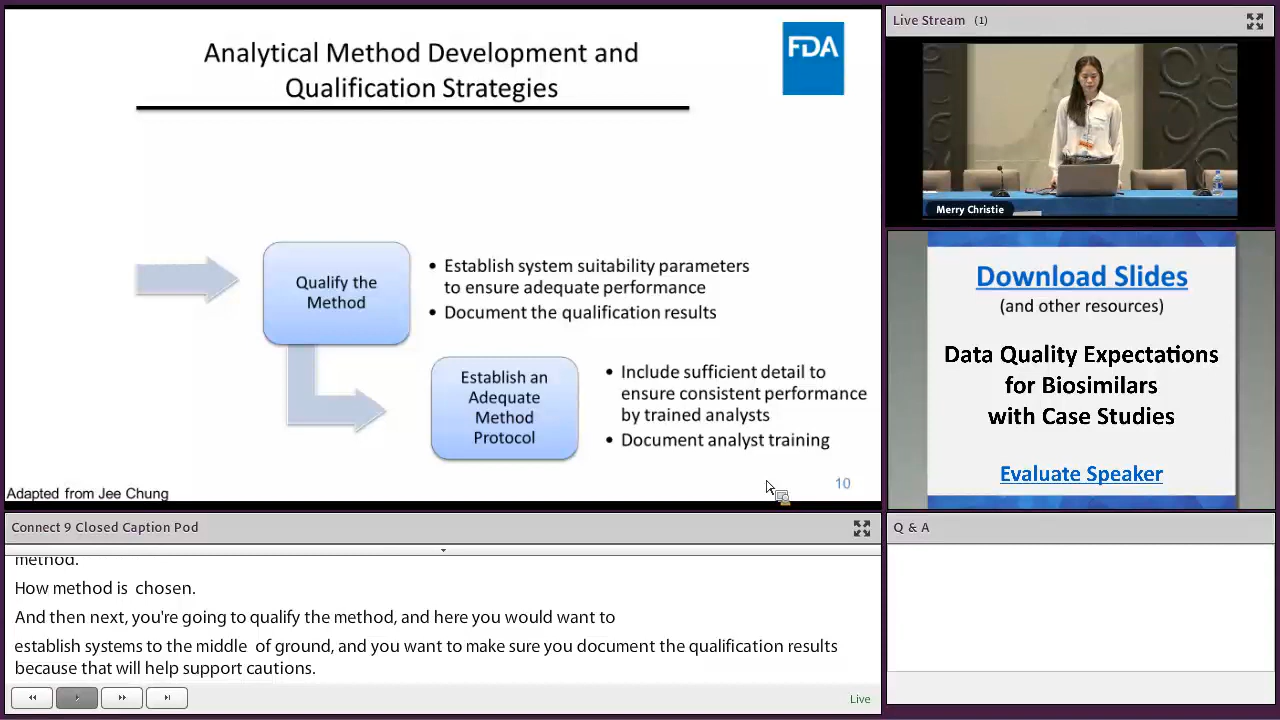 Analytical Method Development and
Qualification Strategies
FDA
Qualify the
Method
• Establish system suitability parameters
to ensure adequate performance
• Document the qualification results
Establish an
Adequate
Method
Protocol
• Include sufficient detail to
ensure consistent performance
by trained analysts
• Document analyst training
Adapted from Jee Chung
10
Live Stream (1)
Merry Christie
Download Slides
(and other resources)
Data Quality Expectations
for Biosimilars
with Case Studies
Evaluate Speaker
Connect 9 Closed Caption Pod
method.
How method is chosen.
And then next, you're going to qualify the method, and here you would want to
establish systems to the middle of ground, and you want to make sure you document the qualification results
because that will help support cautions.
Live
Q & A